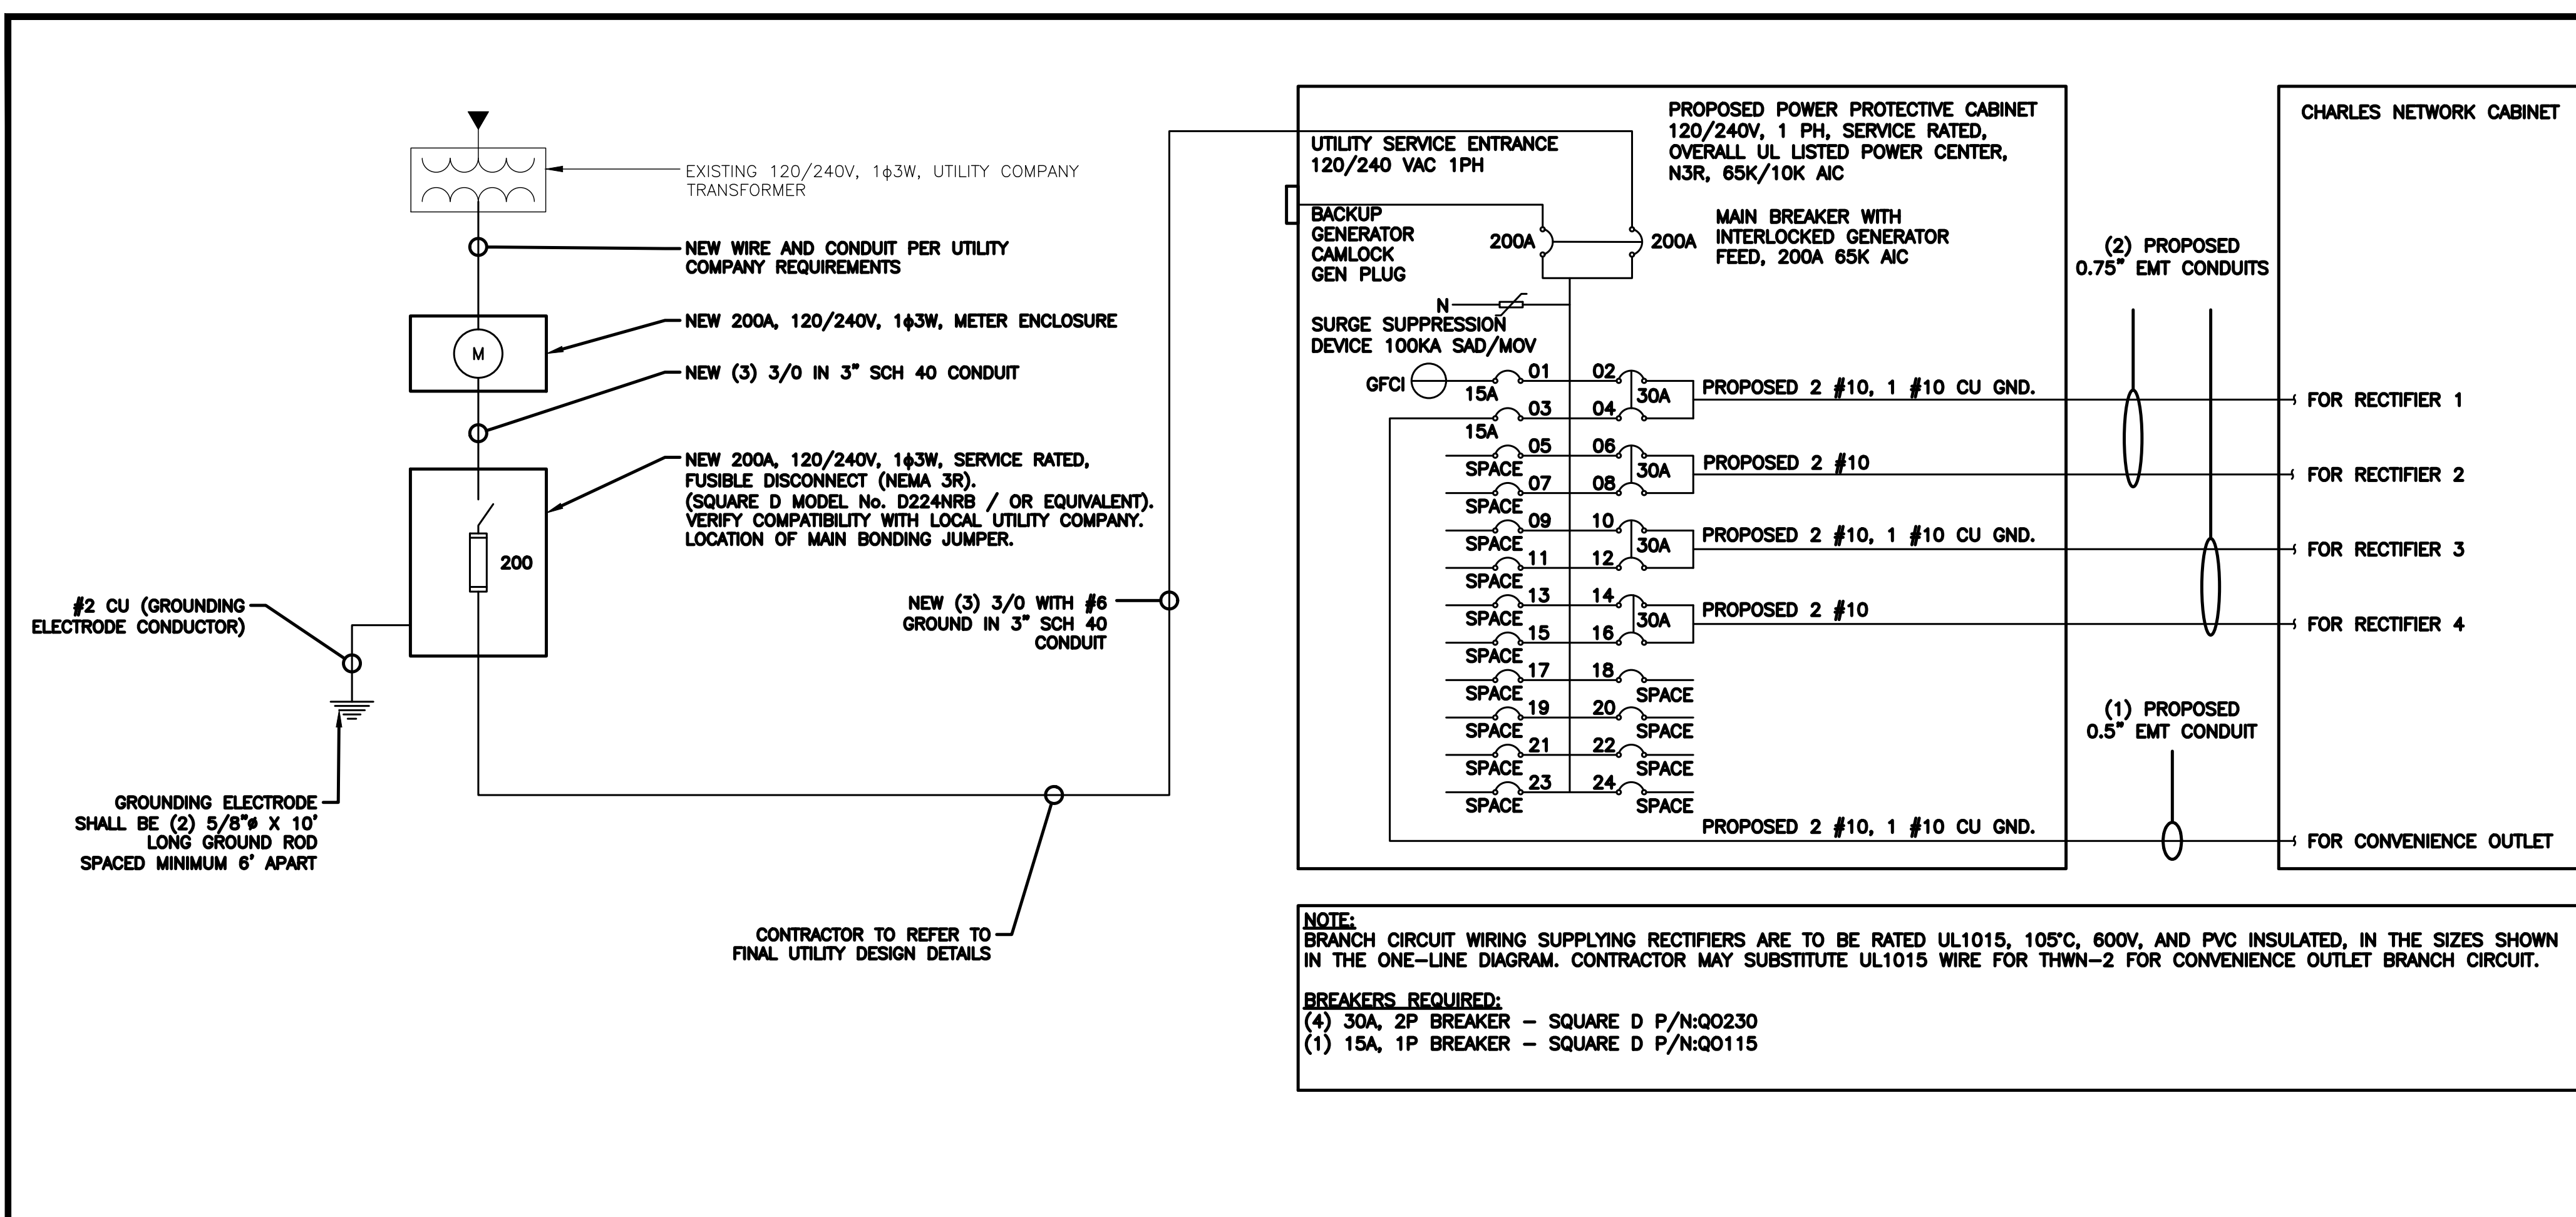 EXISTING 120/240V, 1ϕ3W, UTILITY COMPANY
TRANSFORMER
NEW WIRE AND CONDUIT PER UTILITY
COMPANY REQUIREMENTS
NEW 200A, 120/240V, 1ϕ3W, METER ENCLOSURE
M
NEW (3) 3/0 IN 3" SCH 40 CONDUIT
NEW 200A, 120/240V, 1ϕ3W, SERVICE RATED,
FUSIBLE DISCONNECT (NEMA 3R).
(SQUARE D MODEL No. D224NRB / OR EQUIVALENT).
VERIFY COMPATIBILITY WITH LOCAL UTILITY COMPANY.
LOCATION OF MAIN BONDING JUMPER.
200
#2 CU (GROUNDING
ELECTRODE CONDUCTOR)
NEW (3) 3/0 WITH #6
GROUND IN 3" SCH 40
CONDUIT
GROUNDING ELECTRODE
SHALL BE (2) 5/8"ø X 10'
LONG GROUND ROD
SPACED MINIMUM 6' APART
CONTRACTOR TO REFER TO
FINAL UTILITY DESIGN DETAILS
UTILITY SERVICE ENTRANCE
120/240 VAC 1PH
PROPOSED POWER PROTECTIVE CABINET
120/240V, 1 PH, SERVICE RATED,
OVERALL UL LISTED POWER CENTER,
N3R, 65K/10K AIC
BACKUP
GENERATOR
CAMLOCK
GEN PLUG
200A
200A
MAIN BREAKER WITH
INTERLOCKED GENERATOR
FEED, 200A 65K AIC
N
SURGE SUPPRESSION
DEVICE 100KA SAD/MOV
GFCI
15A
01
02
30A
PROPOSED 2 #10, 1 #10 CU GND.
15A
03
04
SPACE
05
06
30A
PROPOSED 2 #10
SPACE
07
08
SPACE
09
10
30A
PROPOSED 2 #10, 1 #10 CU GND.
SPACE
11
12
SPACE
13
14
30A
PROPOSED 2 #10
SPACE
15
16
SPACE
17
18
SPACE
SPACE
19
20
SPACE
SPACE
21
22
SPACE
SPACE
23
24
SPACE
PROPOSED 2 #10, 1 #10 CU GND.
(2) PROPOSED
0.75" EMT CONDUITS
(1) PROPOSED
0.5" EMT CONDUIT
CHARLES NETWORK CABINET
FOR RECTIFIER 1
FOR RECTIFIER 2
FOR RECTIFIER 3
FOR RECTIFIER 4
FOR CONVENIENCE OUTLET
NOTE:
BRANCH CIRCUIT WIRING SUPPLYING RECTIFIERS ARE TO BE RATED UL1015, 105°C, 600V, AND PVC INSULATED, IN THE SIZES SHOWN
IN THE ONE-LINE DIAGRAM. CONTRACTOR MAY SUBSTITUTE UL1015 WIRE FOR THWN-2 FOR CONVENIENCE OUTLET BRANCH CIRCUIT.
BREAKERS REQUIRED:
(4) 30A, 2P BREAKER - SQUARE D P/N:QO230
(1) 15A, 1P BREAKER - SQUARE D P/N:QO115